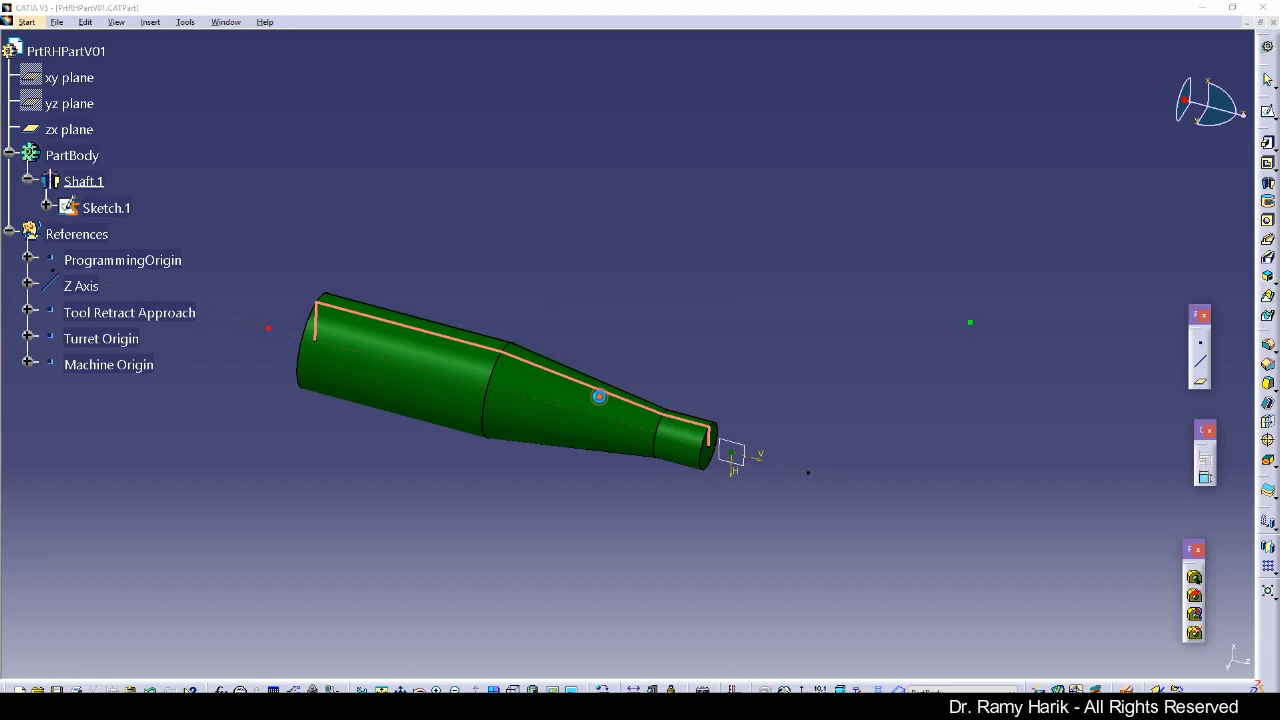 CATIA V5 - [PrtRHPartV01.CATPart]
Start File Edit View Insert Tools Window Help
PrtRHPartV01
xy plane
yz plane
zx plane
PartBody
Shaft.1
Sketch.1
References
ProgrammingOrigin
Z Axis
Tool Retract Approach
Turret Origin
Machine Origin
V
H
Dr. Ramy Harik - All Rights Reserved